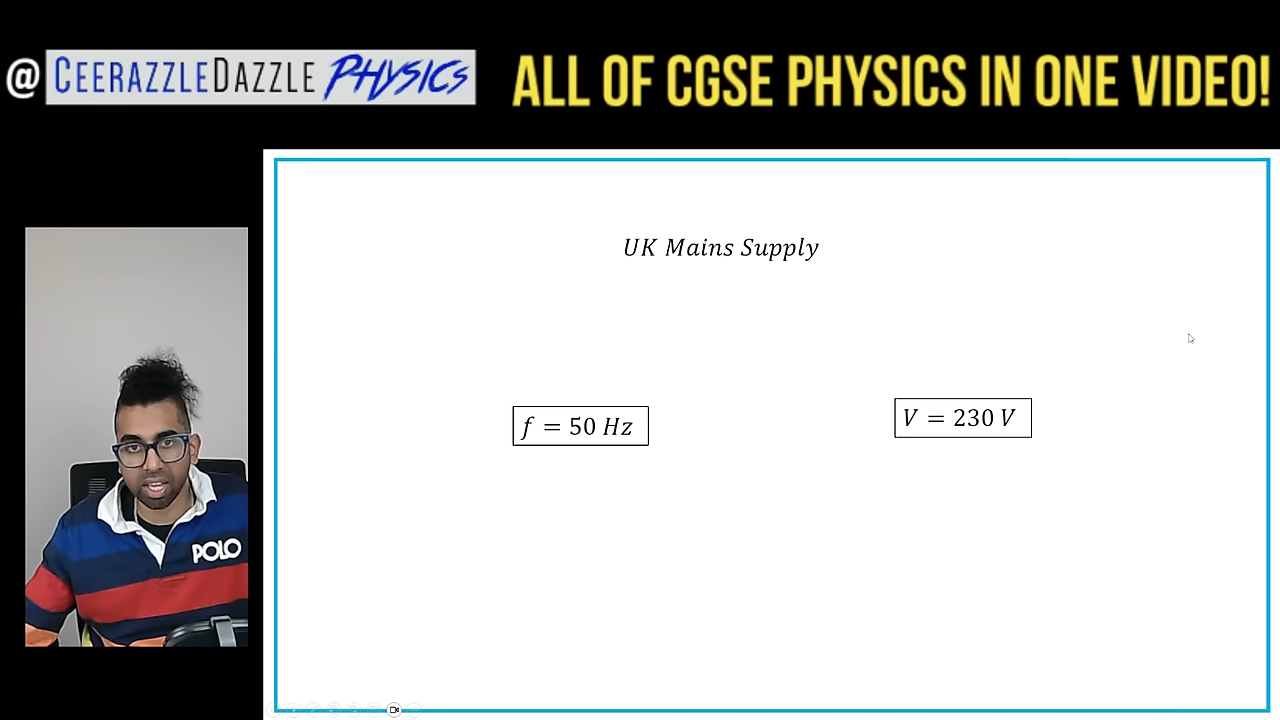 @ CEERAZZLEDAZZLE PHYSICS
ALL OF CGSE PHYSICS IN ONE VIDEO!
UK Mains Supply
f = 50 Hz
V = 230 V
POLO